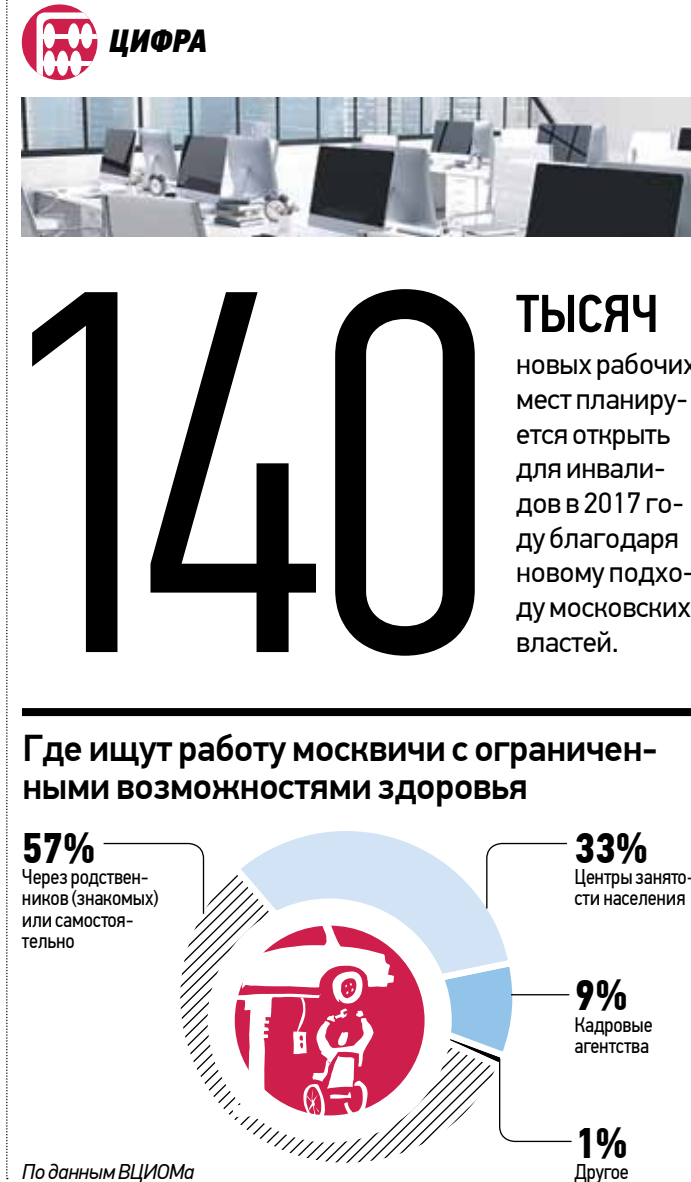 ЦИФРА
140
ТЫСЯЧ
новых рабочих
мест планиру-
ется открыть
для инвали-
дов в 2017 го-
ду благодаря
новому подхо-
ду московских
властей.
Где ищут работу москвичи с ограничен-
ными возможностями здоровья
57%
Через родствен-
ников (знакомых)
или самостоя-
тельно
33%
Центры занято-
сти населения
9%
Кадровые
агентства
1%
Другое
По данным ВЦИОМа